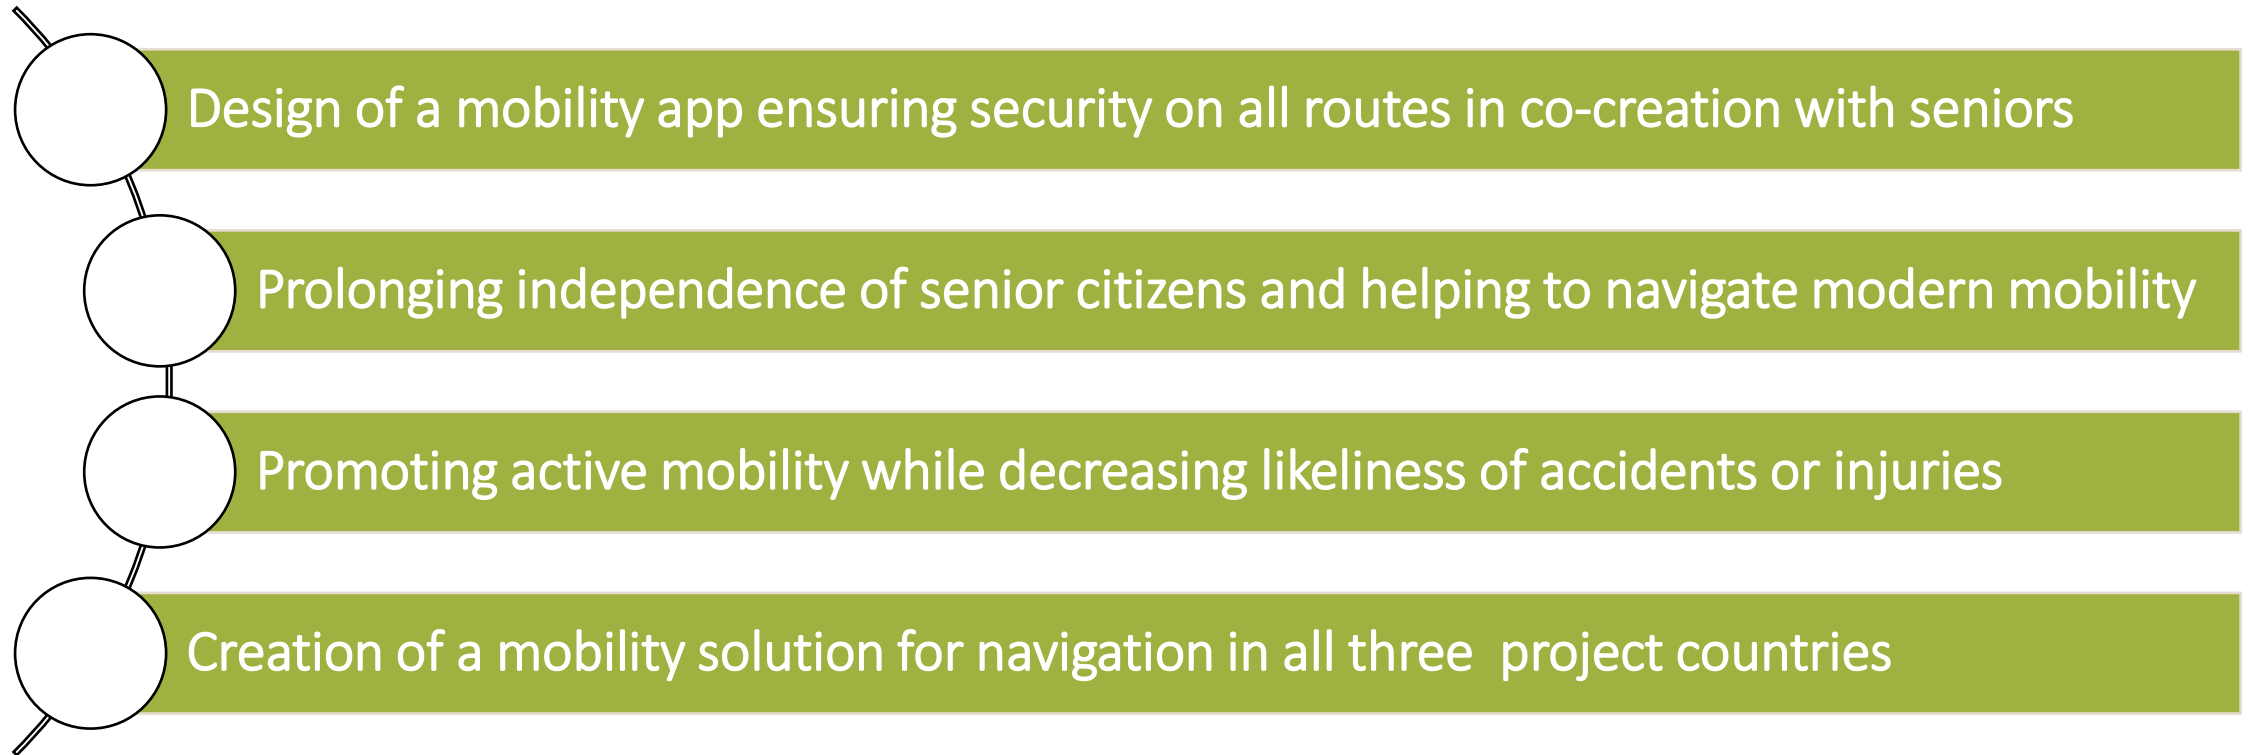 Design of a mobility app ensuring security on all routes in co-creation with seniors
Prolonging independence of senior citizens and helping to navigate modern mobility
Promoting active mobility while decreasing likeliness of accidents or injuries
Creation of a mobility solution for navigation in all three  project countries